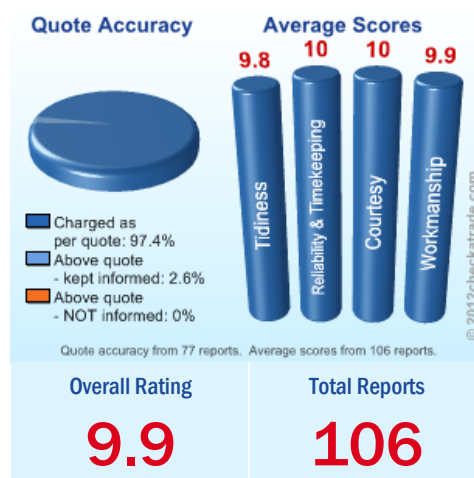 Quote Accuracy
Average Scores
9.8
10
10
9.9
Tidiness
Reliability & Timekeeping
Courtesy
Workmanship
Charged as
per quote: 97.4%
Above quote
- kept informed: 2.6%
Above quote
- NOT informed: 0%
© 2012checkatrade.com
Quote accuracy from 77 reports. Average scores from 106 reports.
Overall Rating
Total Reports
9.9
106